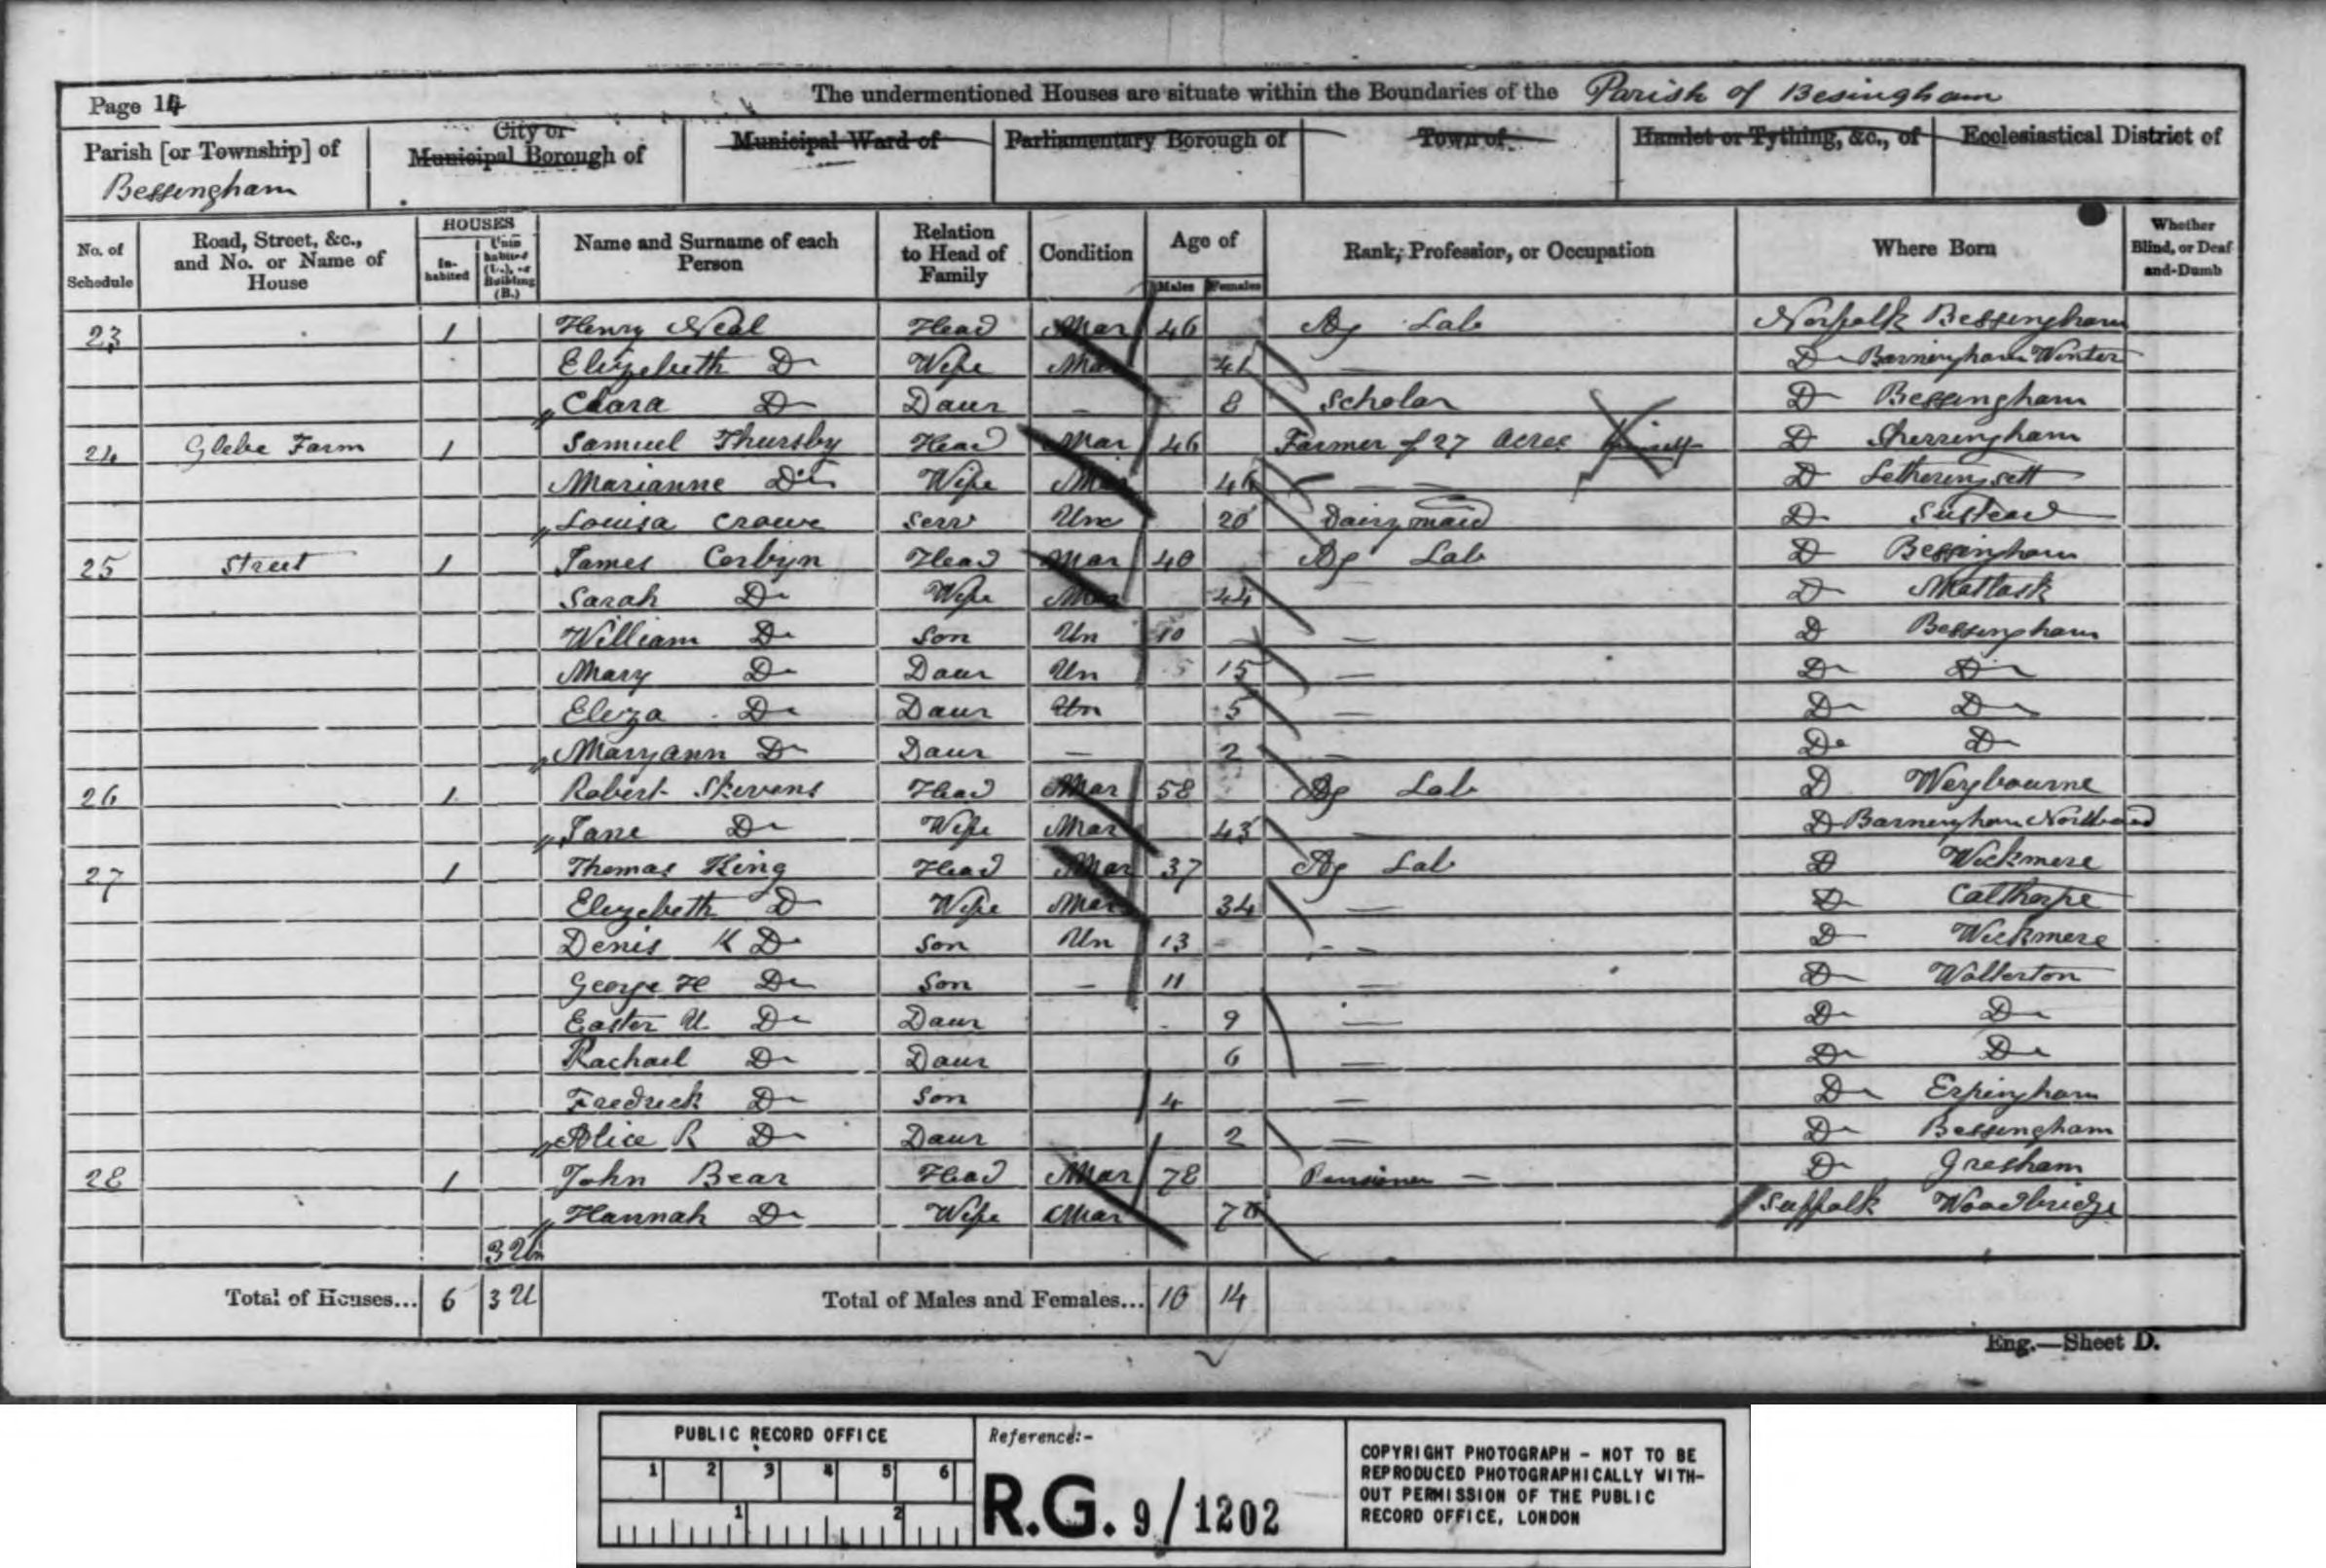 Page 14 The undermentioned Houses are situate within the Boundaries of the Parish of Besingham
Parish [or Township] of City or Municipal Borough of Municipal Ward of Parliamentary Borough of Town of Hamlet or Tything, &c., of Ecclesiastical District of
Bessingham
No. of Schedule Road, Street, &c., and No. or Name of House HOUSES Inhabited Uninhabited (U.), or Building (B.) Name and Surname of each Person Relation to Head of Family Condition Age of Males Females Rank, Profession, or Occupation Where Born Whether Blind, or Deaf-and-Dumb
23 1 Henry Neal Head Mar 46 Ag Lab Norfolk Bessingham
Elizebeth Do Wife Mar 41 — Do Barningham Winter
Clara Do Daur — 8 Scholar Do Bessingham
24 Glebe Farm 1 Samuel Thursby Head Mar 46 Farmer of 27 acres Do Sherringham
Marianne Do Wife Mar 46 — — Do Letheringsett
Louisa Crowe Serv Unc 20 Dairymaid Do Sustead
25 Street 1 James Corbyn Head Mar 40 Ag Lab Do Bessingham
Sarah Do Wife Mar 44 Do Matlask
William Do Son Un 10 — Do Bessingham
Mary Do Daur Un 15 — Do Do
Eliza Do Daur Un 5 — Do Do
Maryann Do Daur — 2 — Do Do
26 1 Robert Stevens Head Mar 58 Ag Lab Do Weybourne
Jane Do Wife Mar 43 — Do Barningham Northwood
27 1 Thomas King Head Mar 37 Ag Lab Do Wickmere
Elizebeth Do Wife Mar 34 — Do Calthorpe
Denis K Do Son Un 13 — Do Wickmere
George H Do Son — 11 — Do Wolterton
Easter U Do Daur 9 — Do Do
Rachael Do Daur 6 — Do Do
Fredrick Do Son 4 — Do Erpingham
Alice R Do Daur 2 — Do Bessingham
28 1 John Bear Head Mar 78 Pensioner — Do Gresham
Hannah Do Wife Mar Suffolk Woodbridge
3 Un
Total of Houses... 6 3 U Total of Males and Females... 10 14
Eng.—Sheet D.
PUBLIC RECORD OFFICE
1 2 3 4 5 6
1 2
Reference:-
R.G. 9/1202
COPYRIGHT PHOTOGRAPH - NOT TO BE
REPRODUCED PHOTOGRAPHICALLY WITH-
OUT PERMISSION OF THE PUBLIC
RECORD OFFICE, LONDON